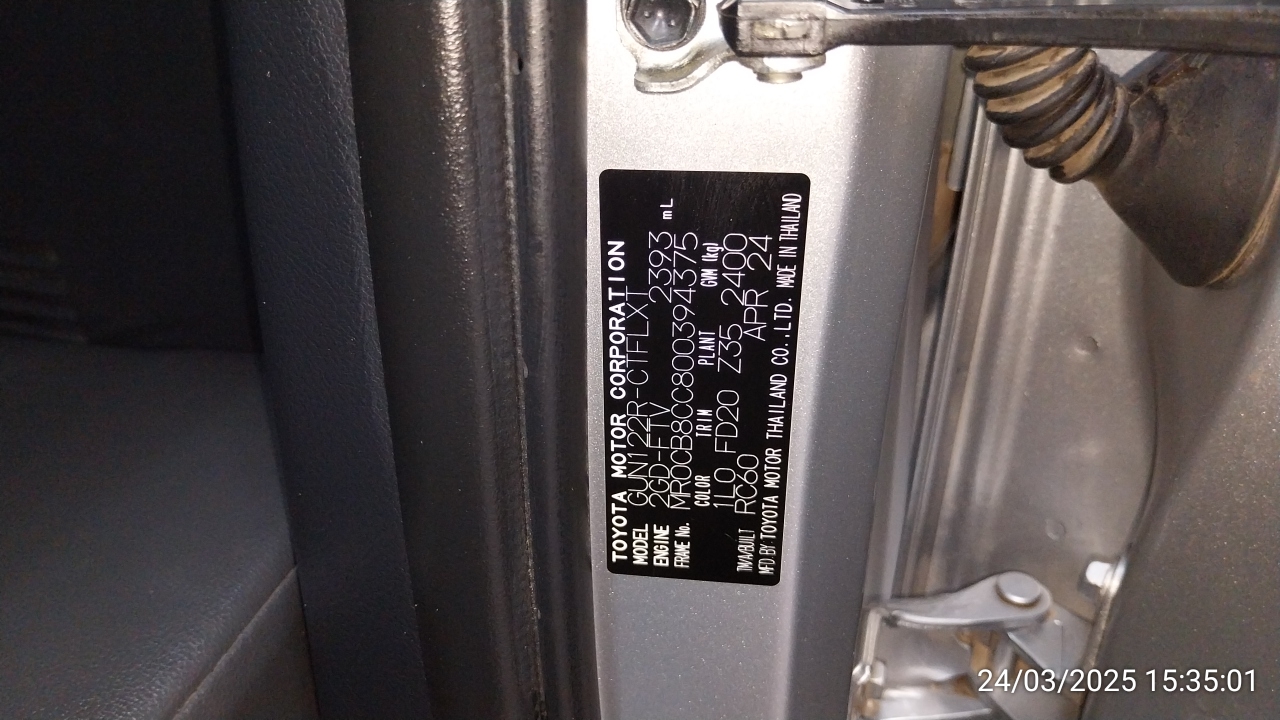 TOYOTA MOTOR CORPORATION
MODEL GUN122R-CTFLXT
ENGINE 2GD-FTV 2393 mL
FRAME No. MR0CB8CC800394375
COLOR TRIM PLANT GVM (kg)
1L0 FD20 Z35 2400
TMA/BUILT RC60 APR 24
MFD BY TOYOTA MOTOR THAILAND CO.,LTD. MADE IN THAILAND
24/03/2025 15:35:01